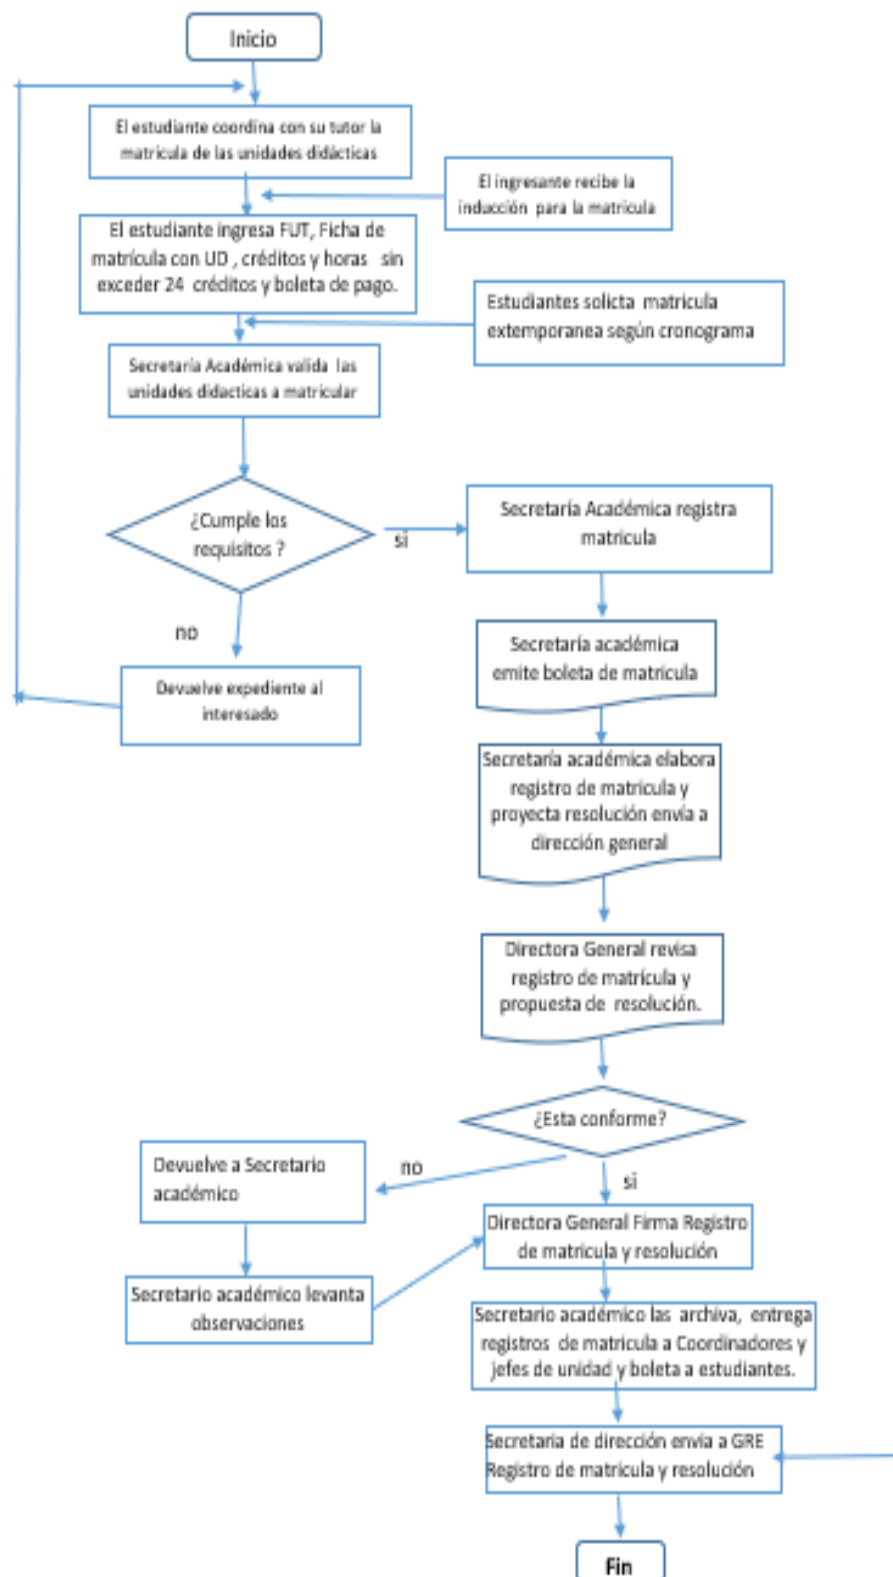 Inicio
El estudiante coordina con su tutor la
matricula de las unidades didácticas
El ingresante recibe la
inducción para la matricula
El estudiante ingresa FUT, Ficha de
matrícula con UD , créditos y horas sin
exceder 24 créditos y boleta de pago.
Estudiantes solicta matricula
extemporanea según cronograma
Secretaría Académica valida las
unidades didacticas a matricular
¿Cumple los
requisitos ?
si
Secretaría Académica registra
matricula
no
Devuelve expediente al
interesado
Secretaría académica
emite boleta de matricula
Secretaría académica elabora
registro de matricula y
proyecta resolución envía a
dirección general
Directora General revisa
registro de matrícula y
propuesta de resolución.
¿Esta conforme?
no
si
Devuelve a Secretario
académico
Directora General Firma Registro
de matricula y resolución
Secretario académico levanta
observaciones
Secretario académico las archiva, entrega
registros de matricula a Coordinadores y
jefes de unidad y boleta a estudiantes.
Secretaria de dirección envia a GRE
Registro de matricula y resolución
Fin